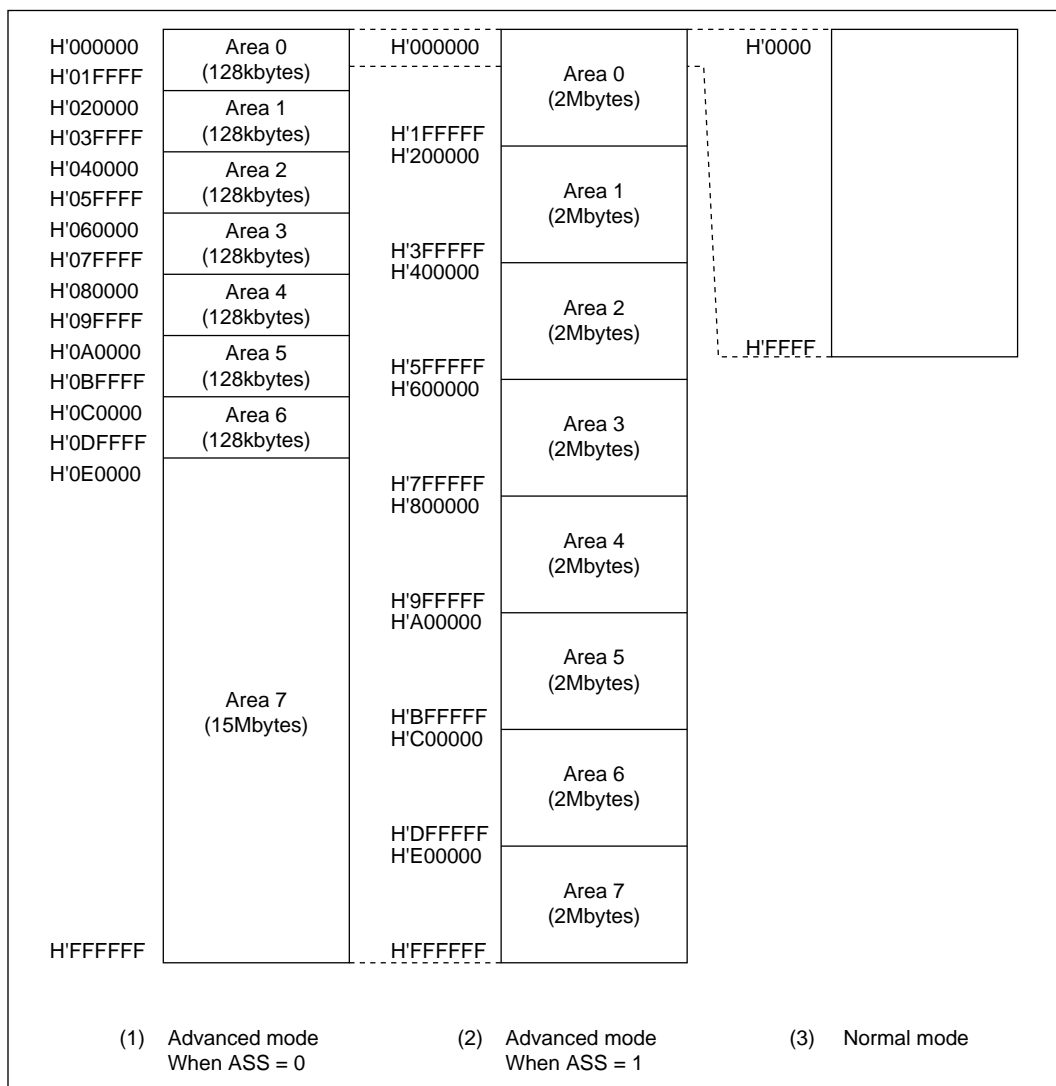 H'000000
H'01FFFF
H'020000
H'03FFFF
H'040000
H'05FFFF
H'060000
H'07FFFF
H'080000
H'09FFFF
H'0A0000
H'0BFFFF
H'0C0000
H'0DFFFF
H'0E0000
H'FFFFFF
Area 0
(128kbytes)
Area 1
(128kbytes)
Area 2
(128kbytes)
Area 3
(128kbytes)
Area 4
(128kbytes)
Area 5
(128kbytes)
Area 6
(128kbytes)
Area 7
(15Mbytes)
H'000000
H'1FFFFF
H'200000
H'3FFFFF
H'400000
H'5FFFFF
H'600000
H'7FFFFF
H'800000
H'9FFFFF
H'A00000
H'BFFFFF
H'C00000
H'DFFFFF
H'E00000
H'FFFFFF
Area 0
(2Mbytes)
Area 1
(2Mbytes)
Area 2
(2Mbytes)
Area 3
(2Mbytes)
Area 4
(2Mbytes)
Area 5
(2Mbytes)
Area 6
(2Mbytes)
Area 7
(2Mbytes)
H'0000
H'FFFF
(1) Advanced mode
When ASS = 0
(2) Advanced mode
When ASS = 1
(3) Normal mode